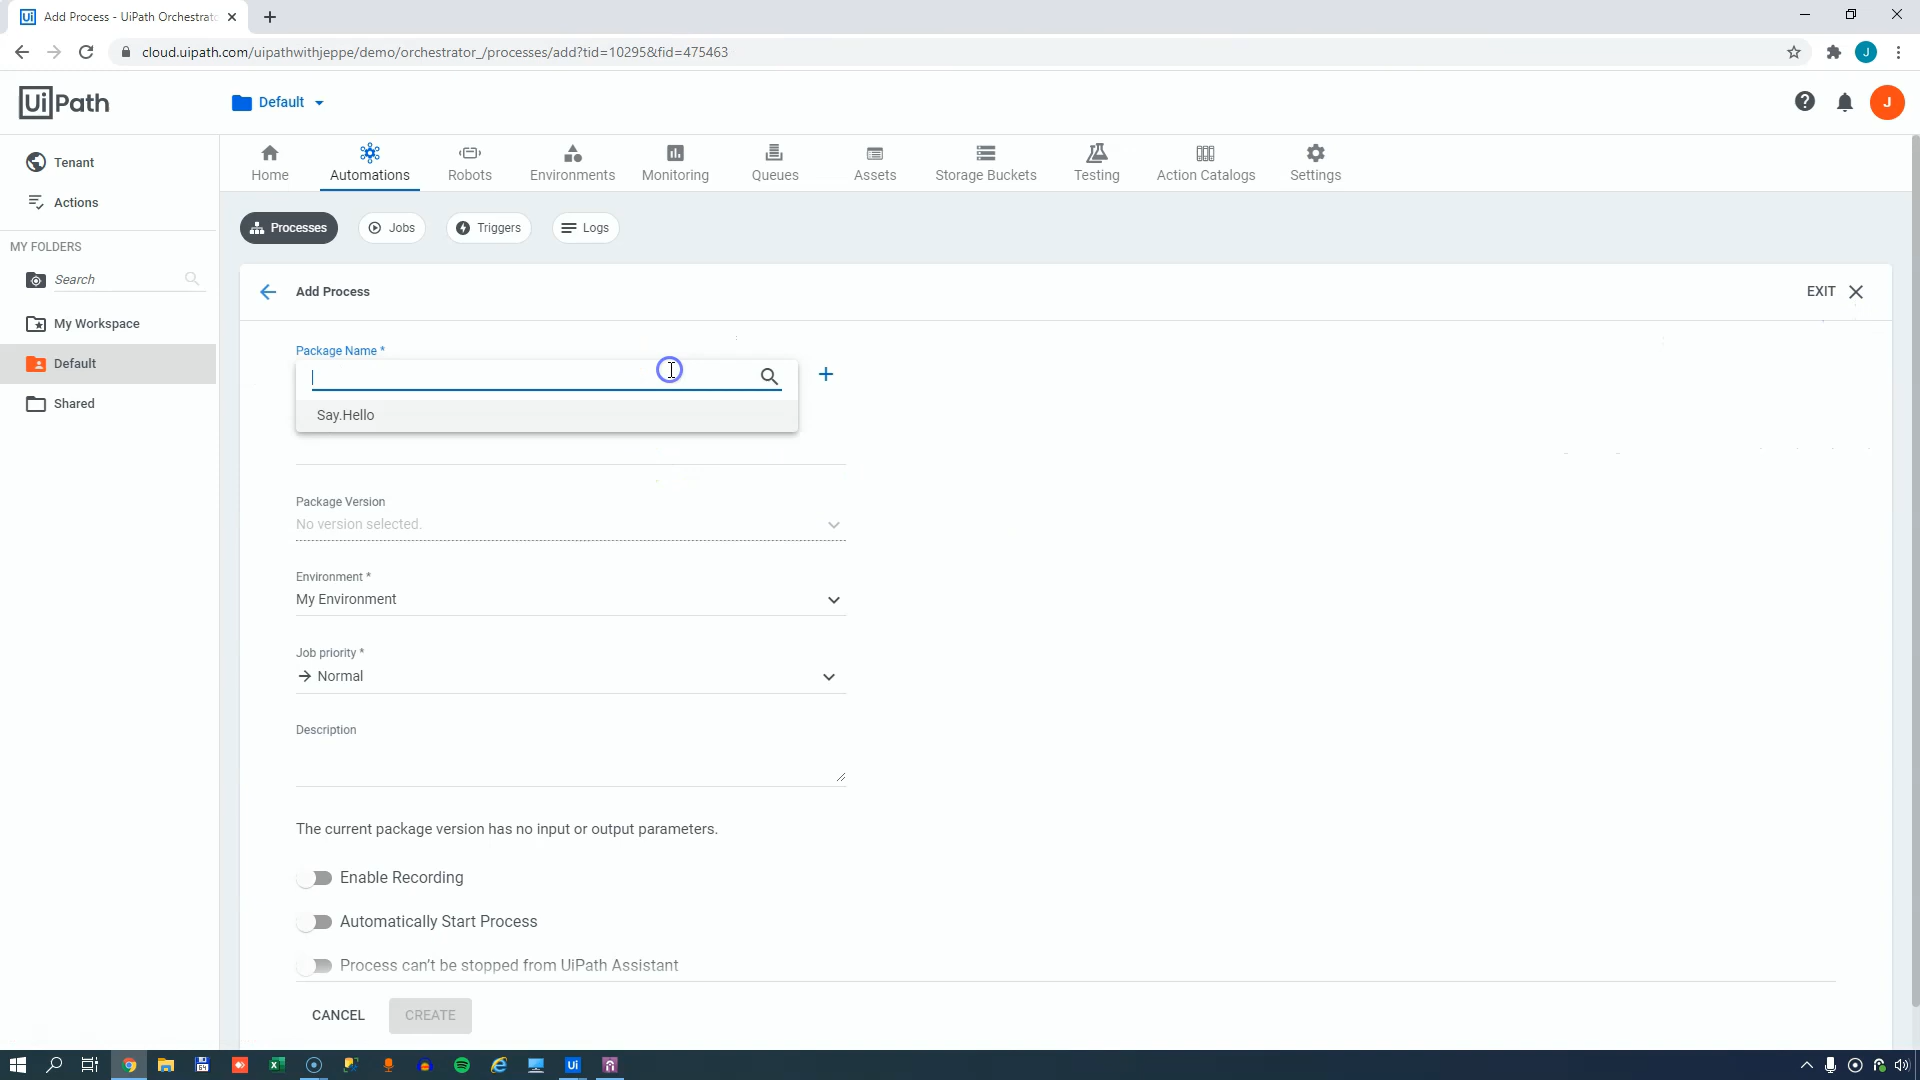 Add Process - UiPath Orchestrato
cloud.uipath.com/uipathwithjeppe/demo/orchestrator_/processes/add?tid=10295&fid=475463
J
UiPath
Default
J
Tenant
Actions
MY FOLDERS
Search
My Workspace
Default
Shared
Home
Automations
Robots
Environments
Monitoring
Queues
Assets
Storage Buckets
Testing
Action Catalogs
Settings
Processes
Jobs
Triggers
Logs
Add Process
EXIT
Package Name *
Say.Hello
Package Version
No version selected.
Environment *
My Environment
Job priority *
Normal
Description
The current package version has no input or output parameters.
Enable Recording
Automatically Start Process
Process can't be stopped from UiPath Assistant
CANCEL
CREATE
64
Ui